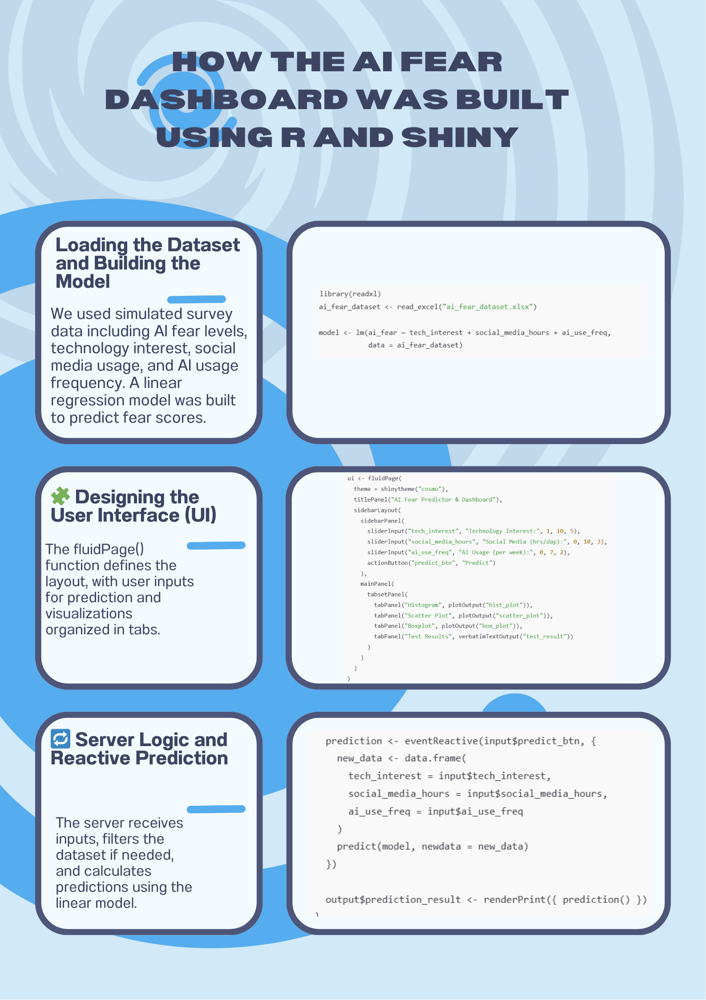 HOW THE AI FEAR
DASHBOARD WAS BUILT
USING R AND SHINY
Loading the Dataset
and Building the
Model
We used simulated survey
data including AI fear levels,
technology interest, social
media usage, and AI usage
frequency. A linear
regression model was built
to predict fear scores.
library(readxl)
ai_fear_dataset <- read_excel("ai_fear_dataset.xlsx")
model <- lm(ai_fear ~ tech_interest + social_media_hours + ai_use_freq,
data = ai_fear_dataset)
🧩 Designing the
User Interface (UI)
The fluidPage()
function defines the
layout, with user inputs
for prediction and
visualizations
organized in tabs.
ui <- fluidPage(
theme = shinytheme("cosmo"),
titlePanel("AI Fear Predictor & Dashboard"),
sidebarLayout(
sidebarPanel(
sliderInput("tech_interest", "Technology Interest:", 1, 10, 5),
sliderInput("social_media_hours", "Social Media (hrs/day):", 0, 10, 3),
sliderInput("ai_use_freq", "AI Usage (per week):", 0, 7, 2),
actionButton("predict_btn", "Predict")
),
mainPanel(
tabsetPanel(
tabPanel("Histogram", plotOutput("hist_plot")),
tabPanel("Scatter Plot", plotOutput("scatter_plot")),
tabPanel("Boxplot", plotOutput("box_plot")),
tabPanel("Test Results", verbatimTextOutput("test_result"))
)
)
)
)
🔁 Server Logic and
Reactive Prediction
The server receives
inputs, filters the
dataset if needed,
and calculates
predictions using the
linear model.
prediction <- eventReactive(input$predict_btn, {
new_data <- data.frame(
tech_interest = input$tech_interest,
social_media_hours = input$social_media_hours,
ai_use_freq = input$ai_use_freq
)
predict(model, newdata = new_data)
})
output$prediction_result <- renderPrint({ prediction() })